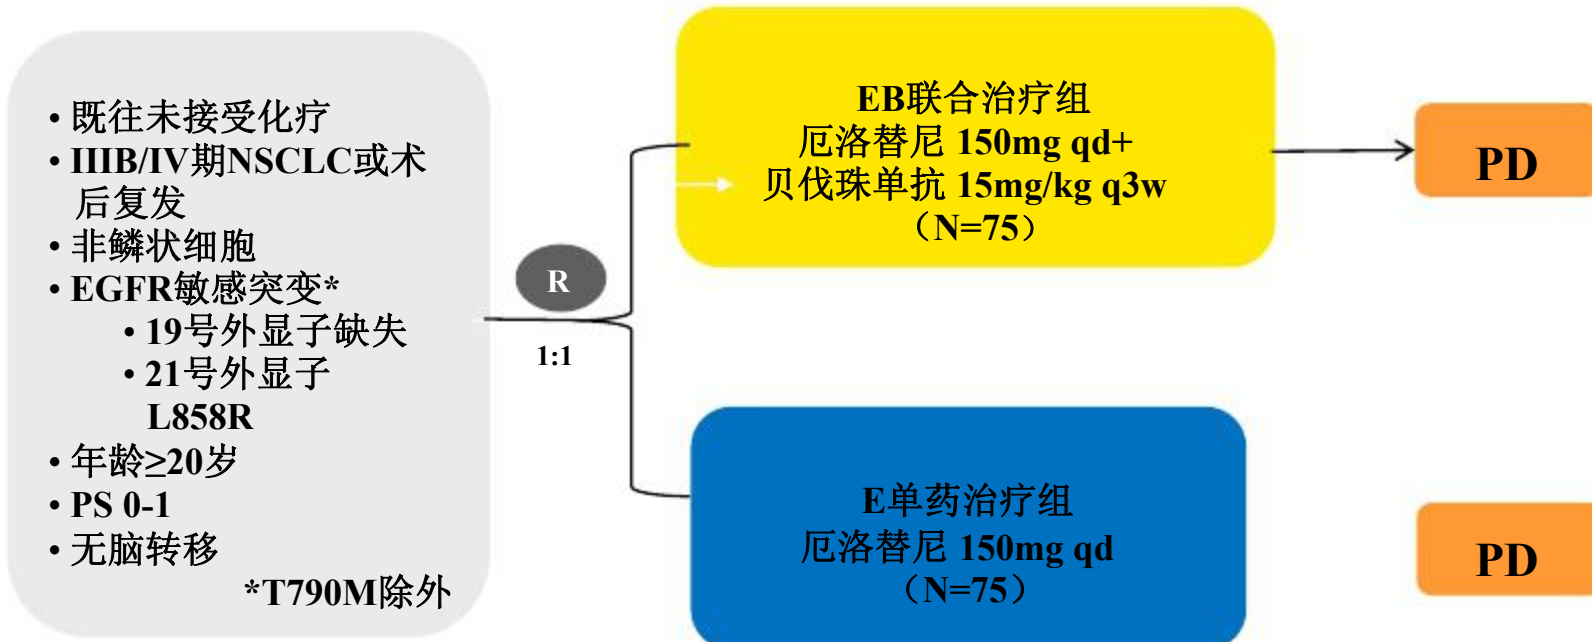 • 既往未接受化疗
• IIIB/IV期NSCLC或术
后复发
• 非鳞状细胞
• EGFR敏感突变*
• 19号外显子缺失
• 21号外显子
L858R
• 年龄≥20岁
• PS 0-1
• 无脑转移
*T790M除外
R
1:1
EB联合治疗组
厄洛替尼 150mg qd+
贝伐珠单抗 15mg/kg q3w
（N=75）
PD
E单药治疗组
厄洛替尼 150mg qd
（N=75）
PD